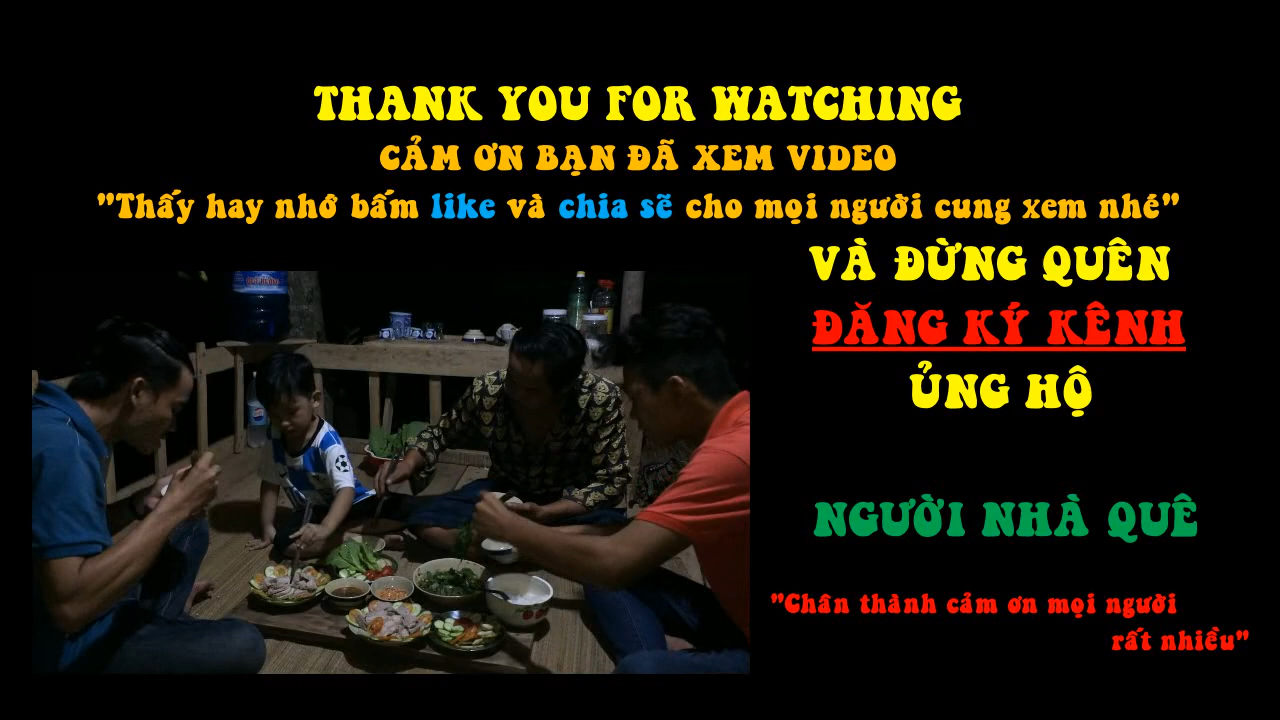 THANK YOU FOR WATCHING
CẢM ƠN BẠN ĐÃ XEM VIDEO
"Thấy hay nhớ bấm like và chia sẽ cho mọi người cung xem nhé"
VÀ ĐỪNG QUÊN
ĐĂNG KÝ KÊNH
ỦNG HỘ
NGƯỜI NHÀ QUÊ
"Chân thành cảm ơn mọi người
rất nhiều"